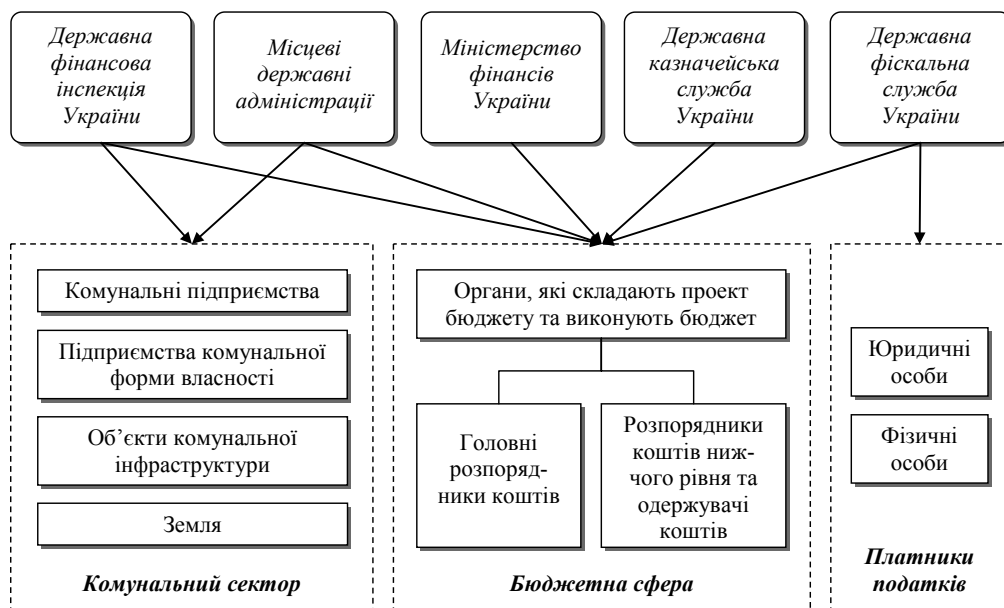 Державна
фінансова
інспекція
України
Місцеві
державні
адміністрації
Міністерство
фінансів
України
Державна
казначейська
служба
України
Державна
фіскальна
служба
України
Комунальні підприємства
Підприємства комунальної
форми власності
Об’єкти комунальної
інфраструктури
Земля
Комунальний сектор
Органи, які складають проект
бюджету та виконують бюджет
Головні
розпоряд-
ники коштів
Розпорядники
коштів ниж-
чого рівня та
одержувачі
коштів
Бюджетна сфера
Юридичні
особи
Фізичні
особи
Платники
податків